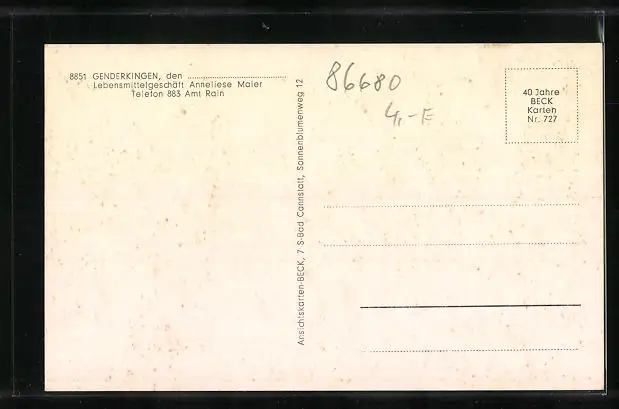 8851 GENDERKINGEN, den
Lebensmittelgeschäft Anneliese Maier
Telefon 883 Amt Rain
86680
4,-E
40 Jahre
BECK
Karten
Nr. 727
Ansichtskarten-BECK, 7 S-Bad Cannstatt, Sonnenblumenweg 12